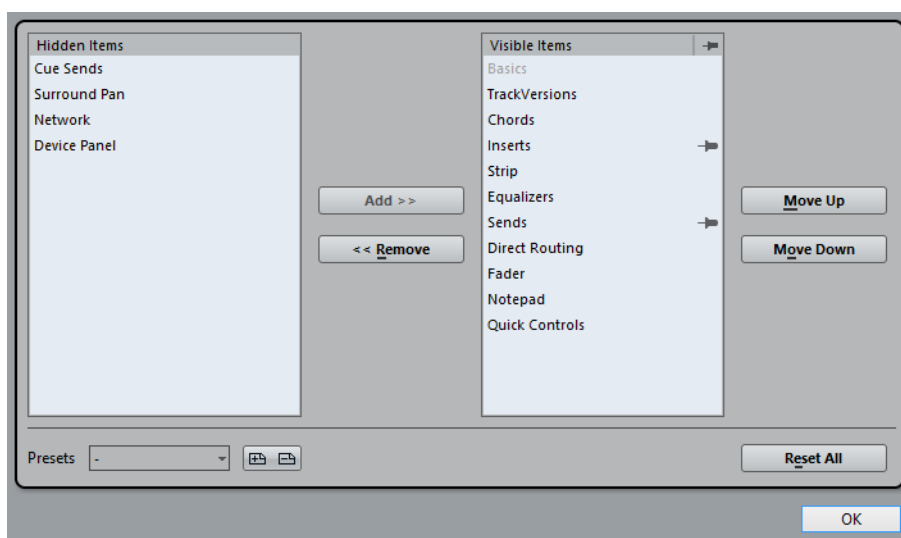 Hidden Items
Cue Sends
Surround Pan
Network
Device Panel
Add >>
<< Remove
Visible Items
Basics
TrackVersions
Chords
Inserts
Strip
Equalizers
Sends
Direct Routing
Fader
Notepad
Quick Controls
Move Up
Move Down
Presets -
Reset All
OK